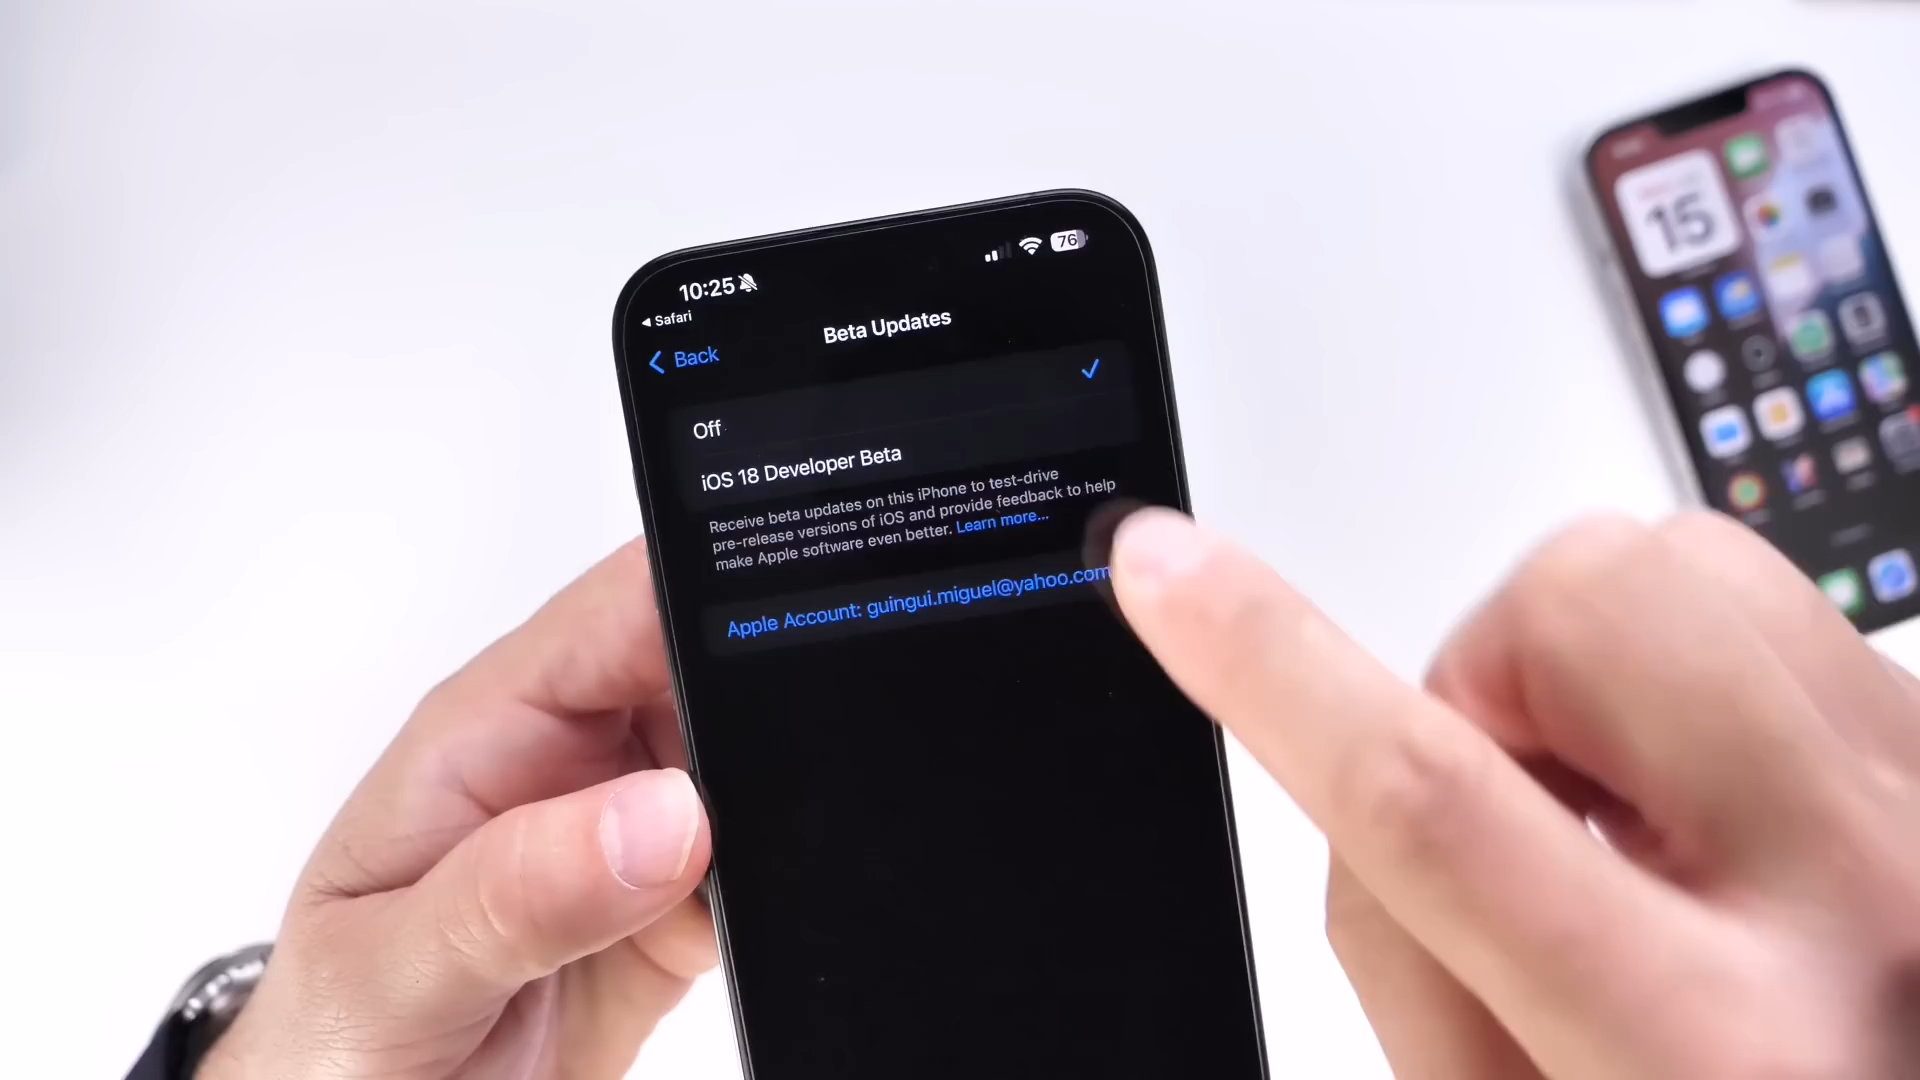 10:25
76
Safari
Beta Updates
Back
Off
iOS 18 Developer Beta
Receive beta updates on this iPhone to test-drive
pre-release versions of iOS and provide feedback to help
make Apple software even better. Learn more...
Apple Account: guingui.miguel@yahoo.com
15